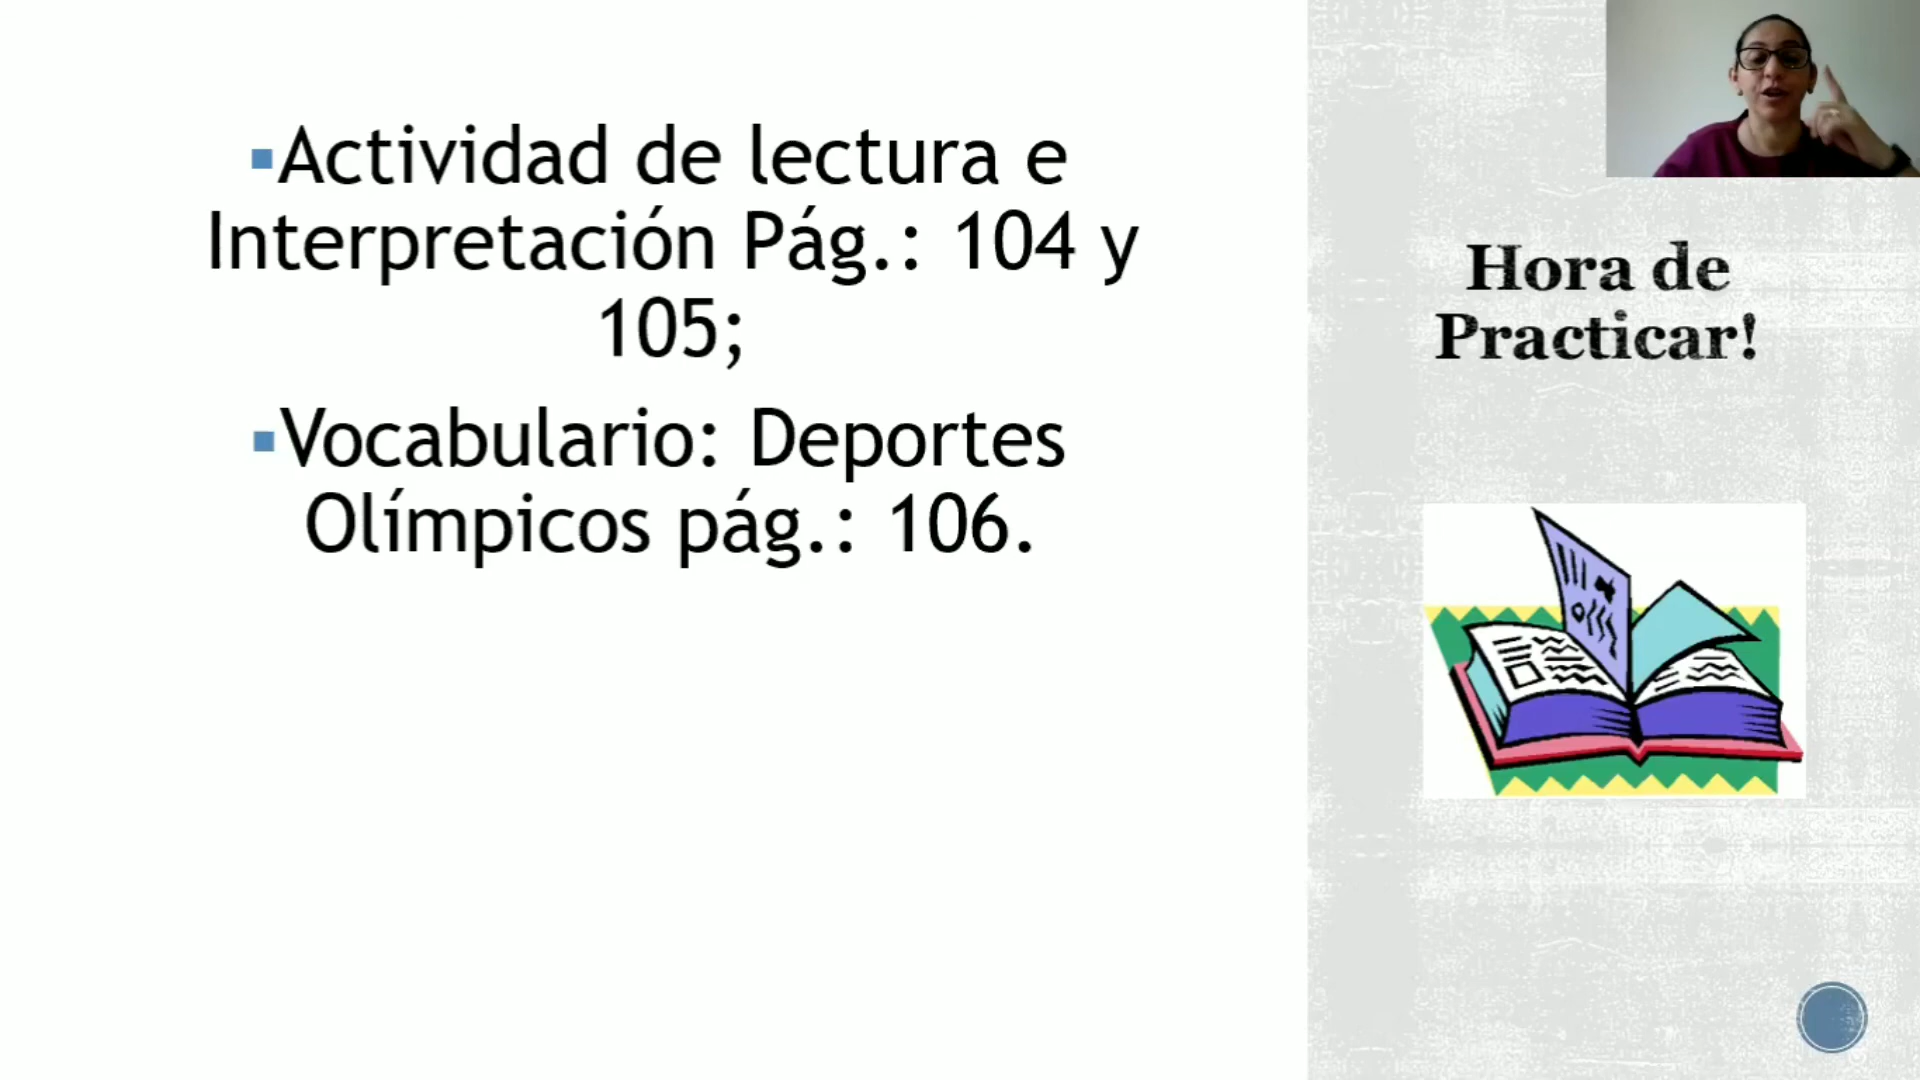 ▪Actividad de lectura e
Interpretación Pág.: 104 y
105;
▪Vocabulario: Deportes
Olímpicos pág.: 106.
Hora de
Practicar!